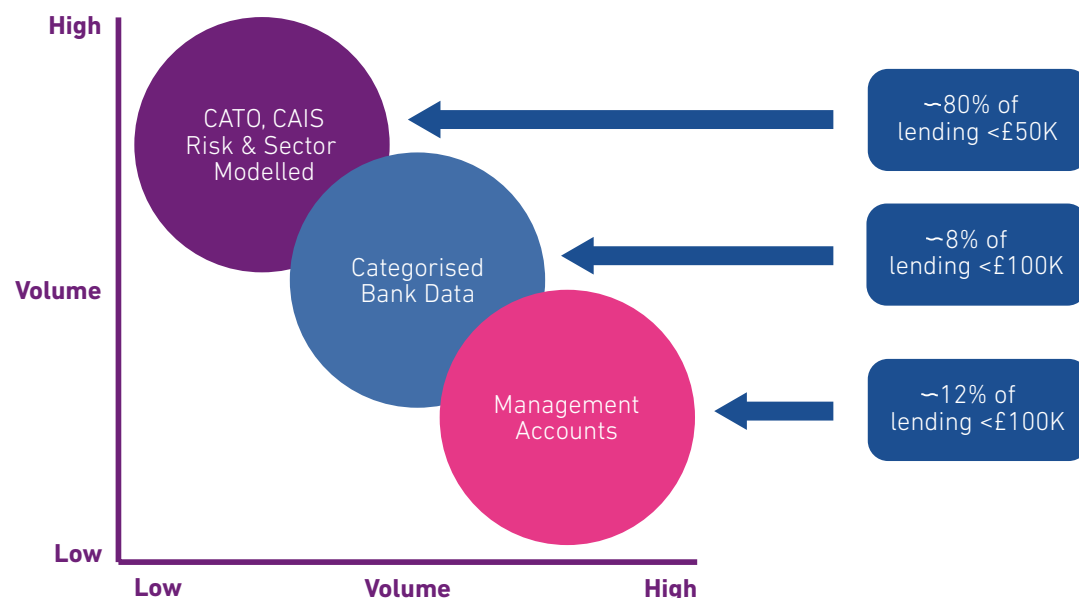 High
CATO, CAIS
Risk & Sector
Modelled
~80% of
lending <£50K
Categorised
Bank Data
~8% of
lending <£100K
Volume
Management
Accounts
~12% of
lending <£100K
Low
Low
Volume
High